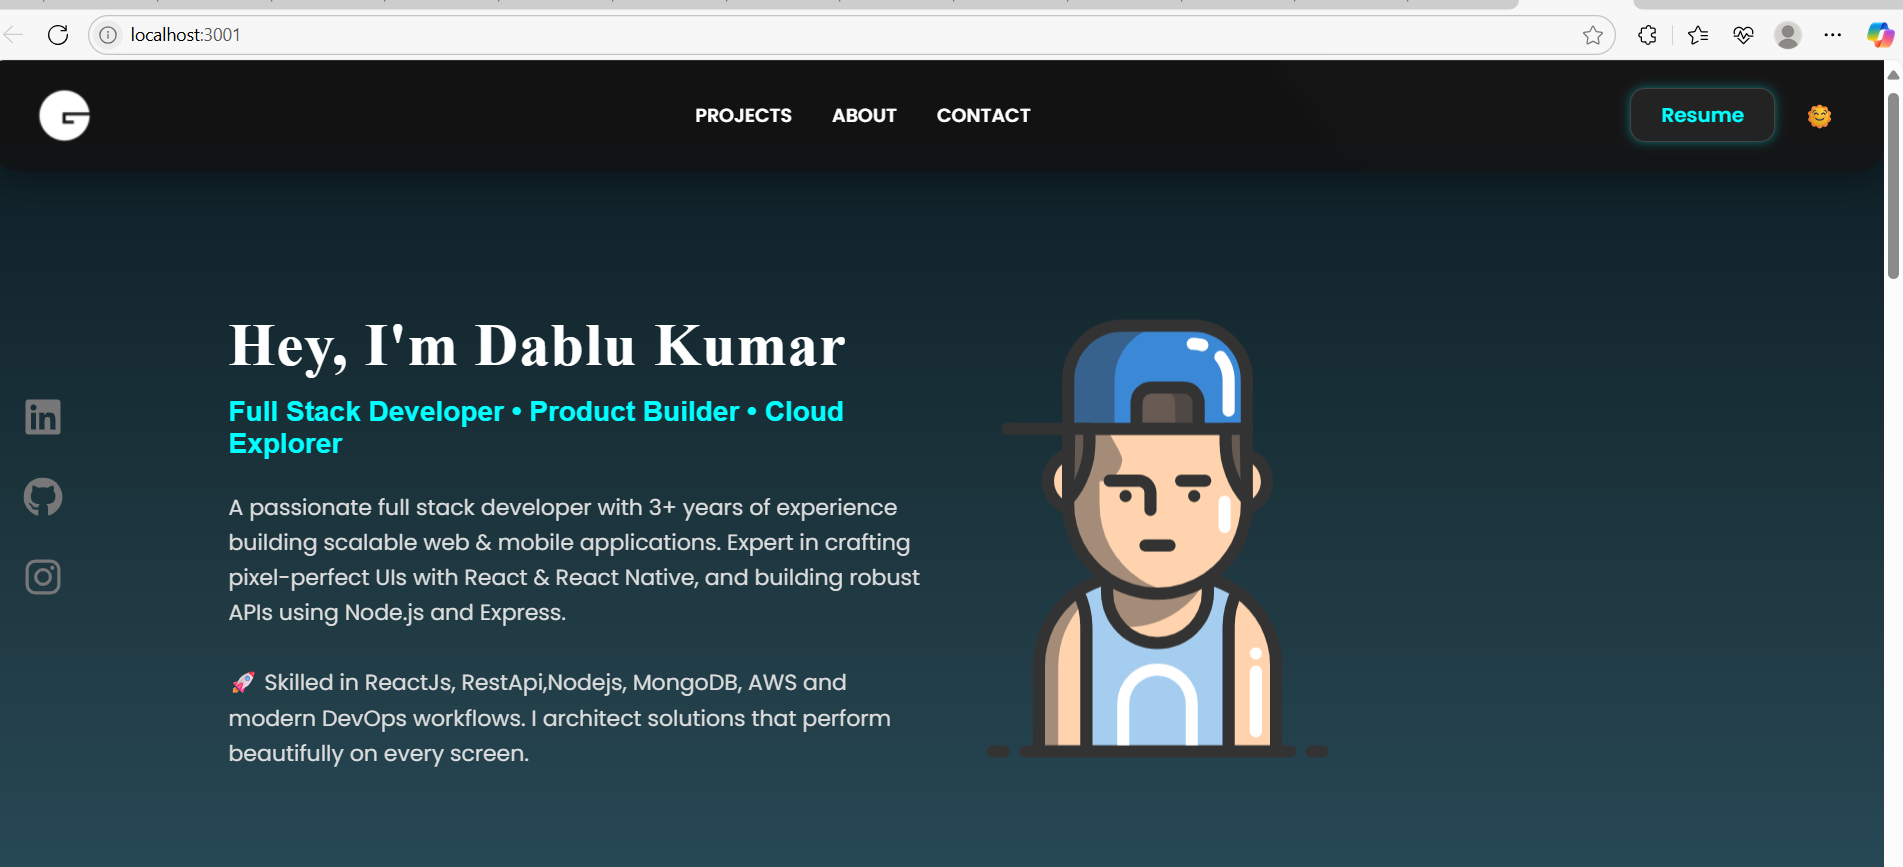 localhost:3001
PROJECTS ABOUT CONTACT
Resume
Hey, I'm Dablu Kumar
Full Stack Developer • Product Builder • Cloud
Explorer
A passionate full stack developer with 3+ years of experience
building scalable web & mobile applications. Expert in crafting
pixel-perfect UIs with React & React Native, and building robust
APIs using Node.js and Express.
🚀 Skilled in ReactJs, RestApi,Nodejs, MongoDB, AWS and
modern DevOps workflows. I architect solutions that perform
beautifully on every screen.